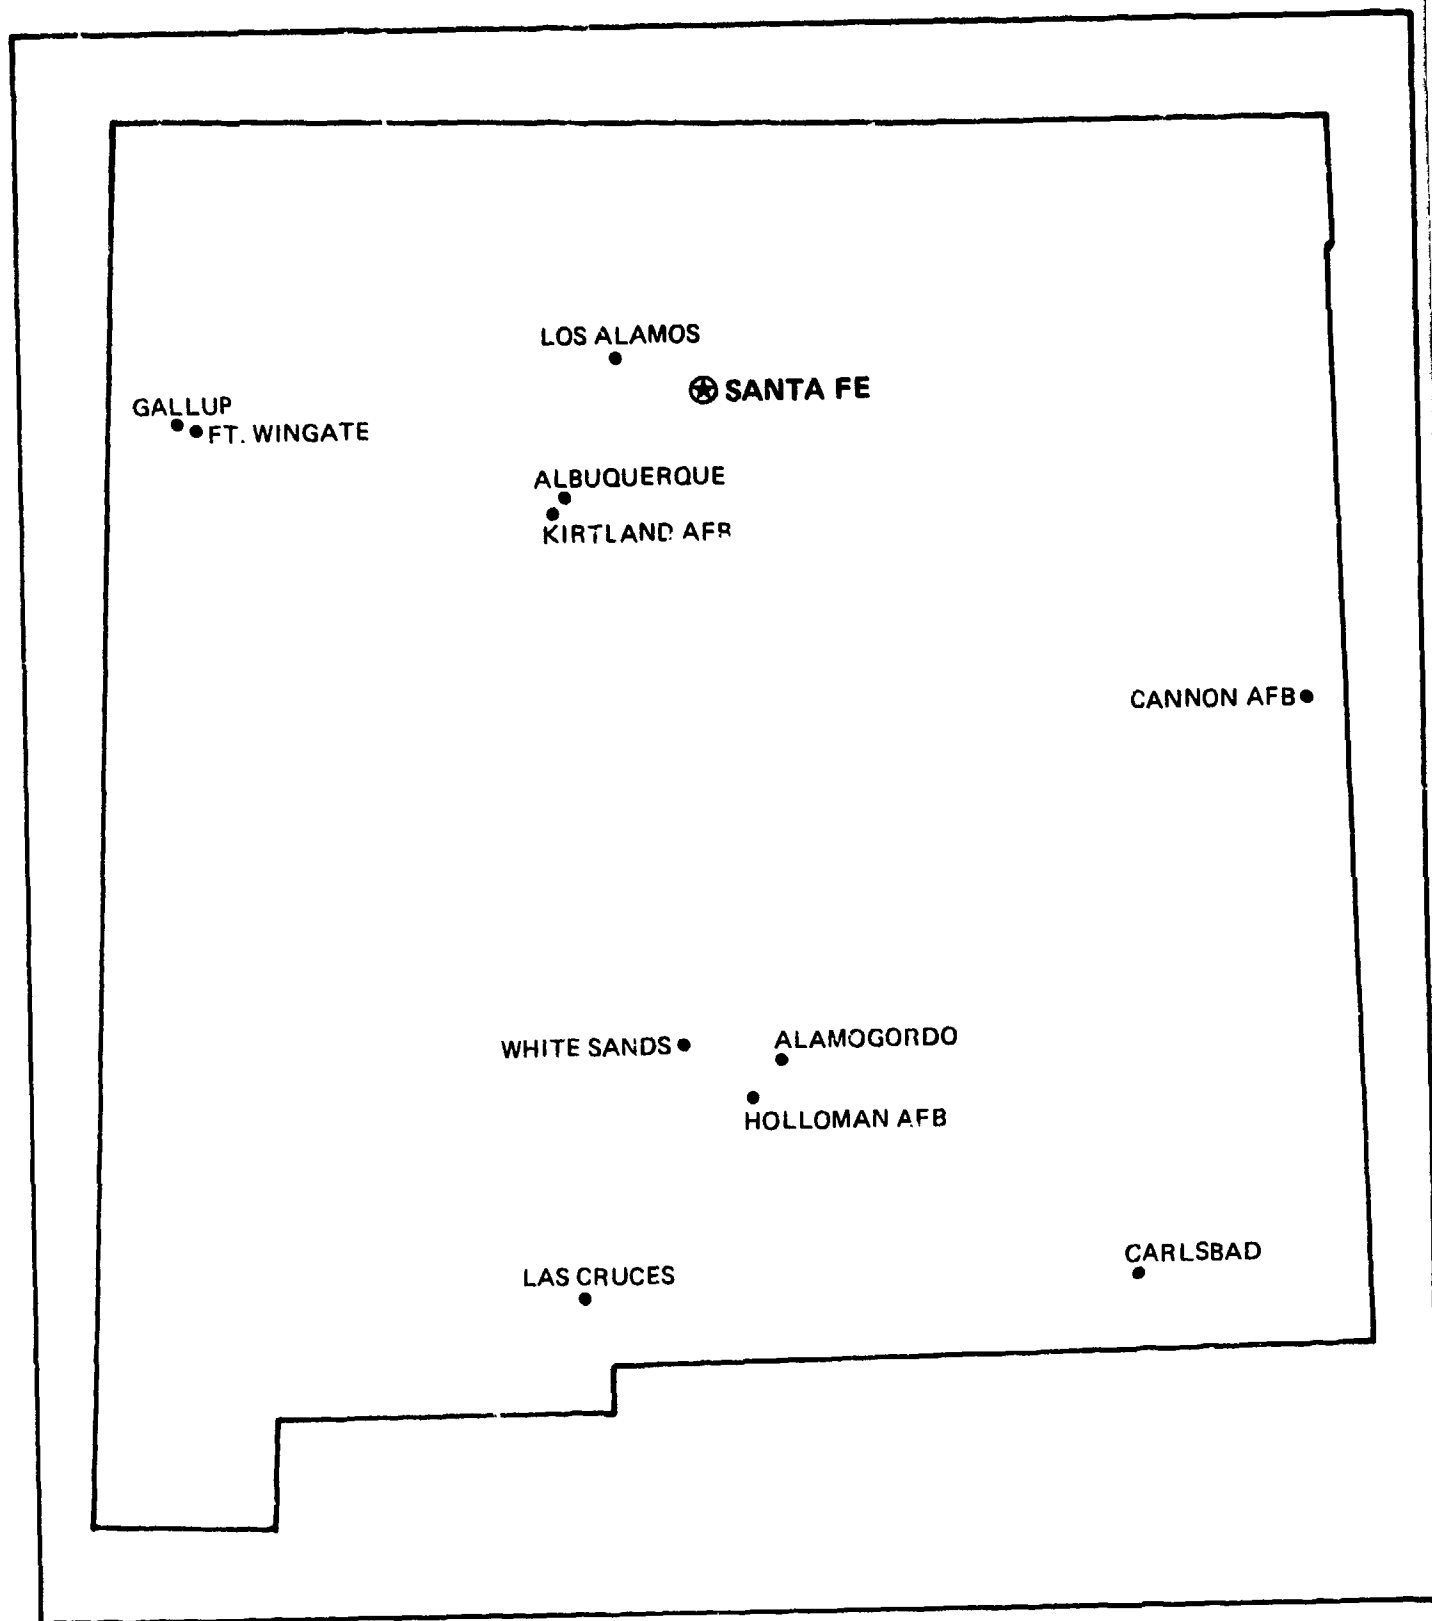 LOS ALAMOS
SANTA FE
GALLUP
FT. WINGATE
ALBUQUERQUE
KIRTLAND AFB
CANNON AFB
WHITE SANDS
ALAMOGORDO
HOLLOMAN AFB
CARLSBAD
LAS CRUCES